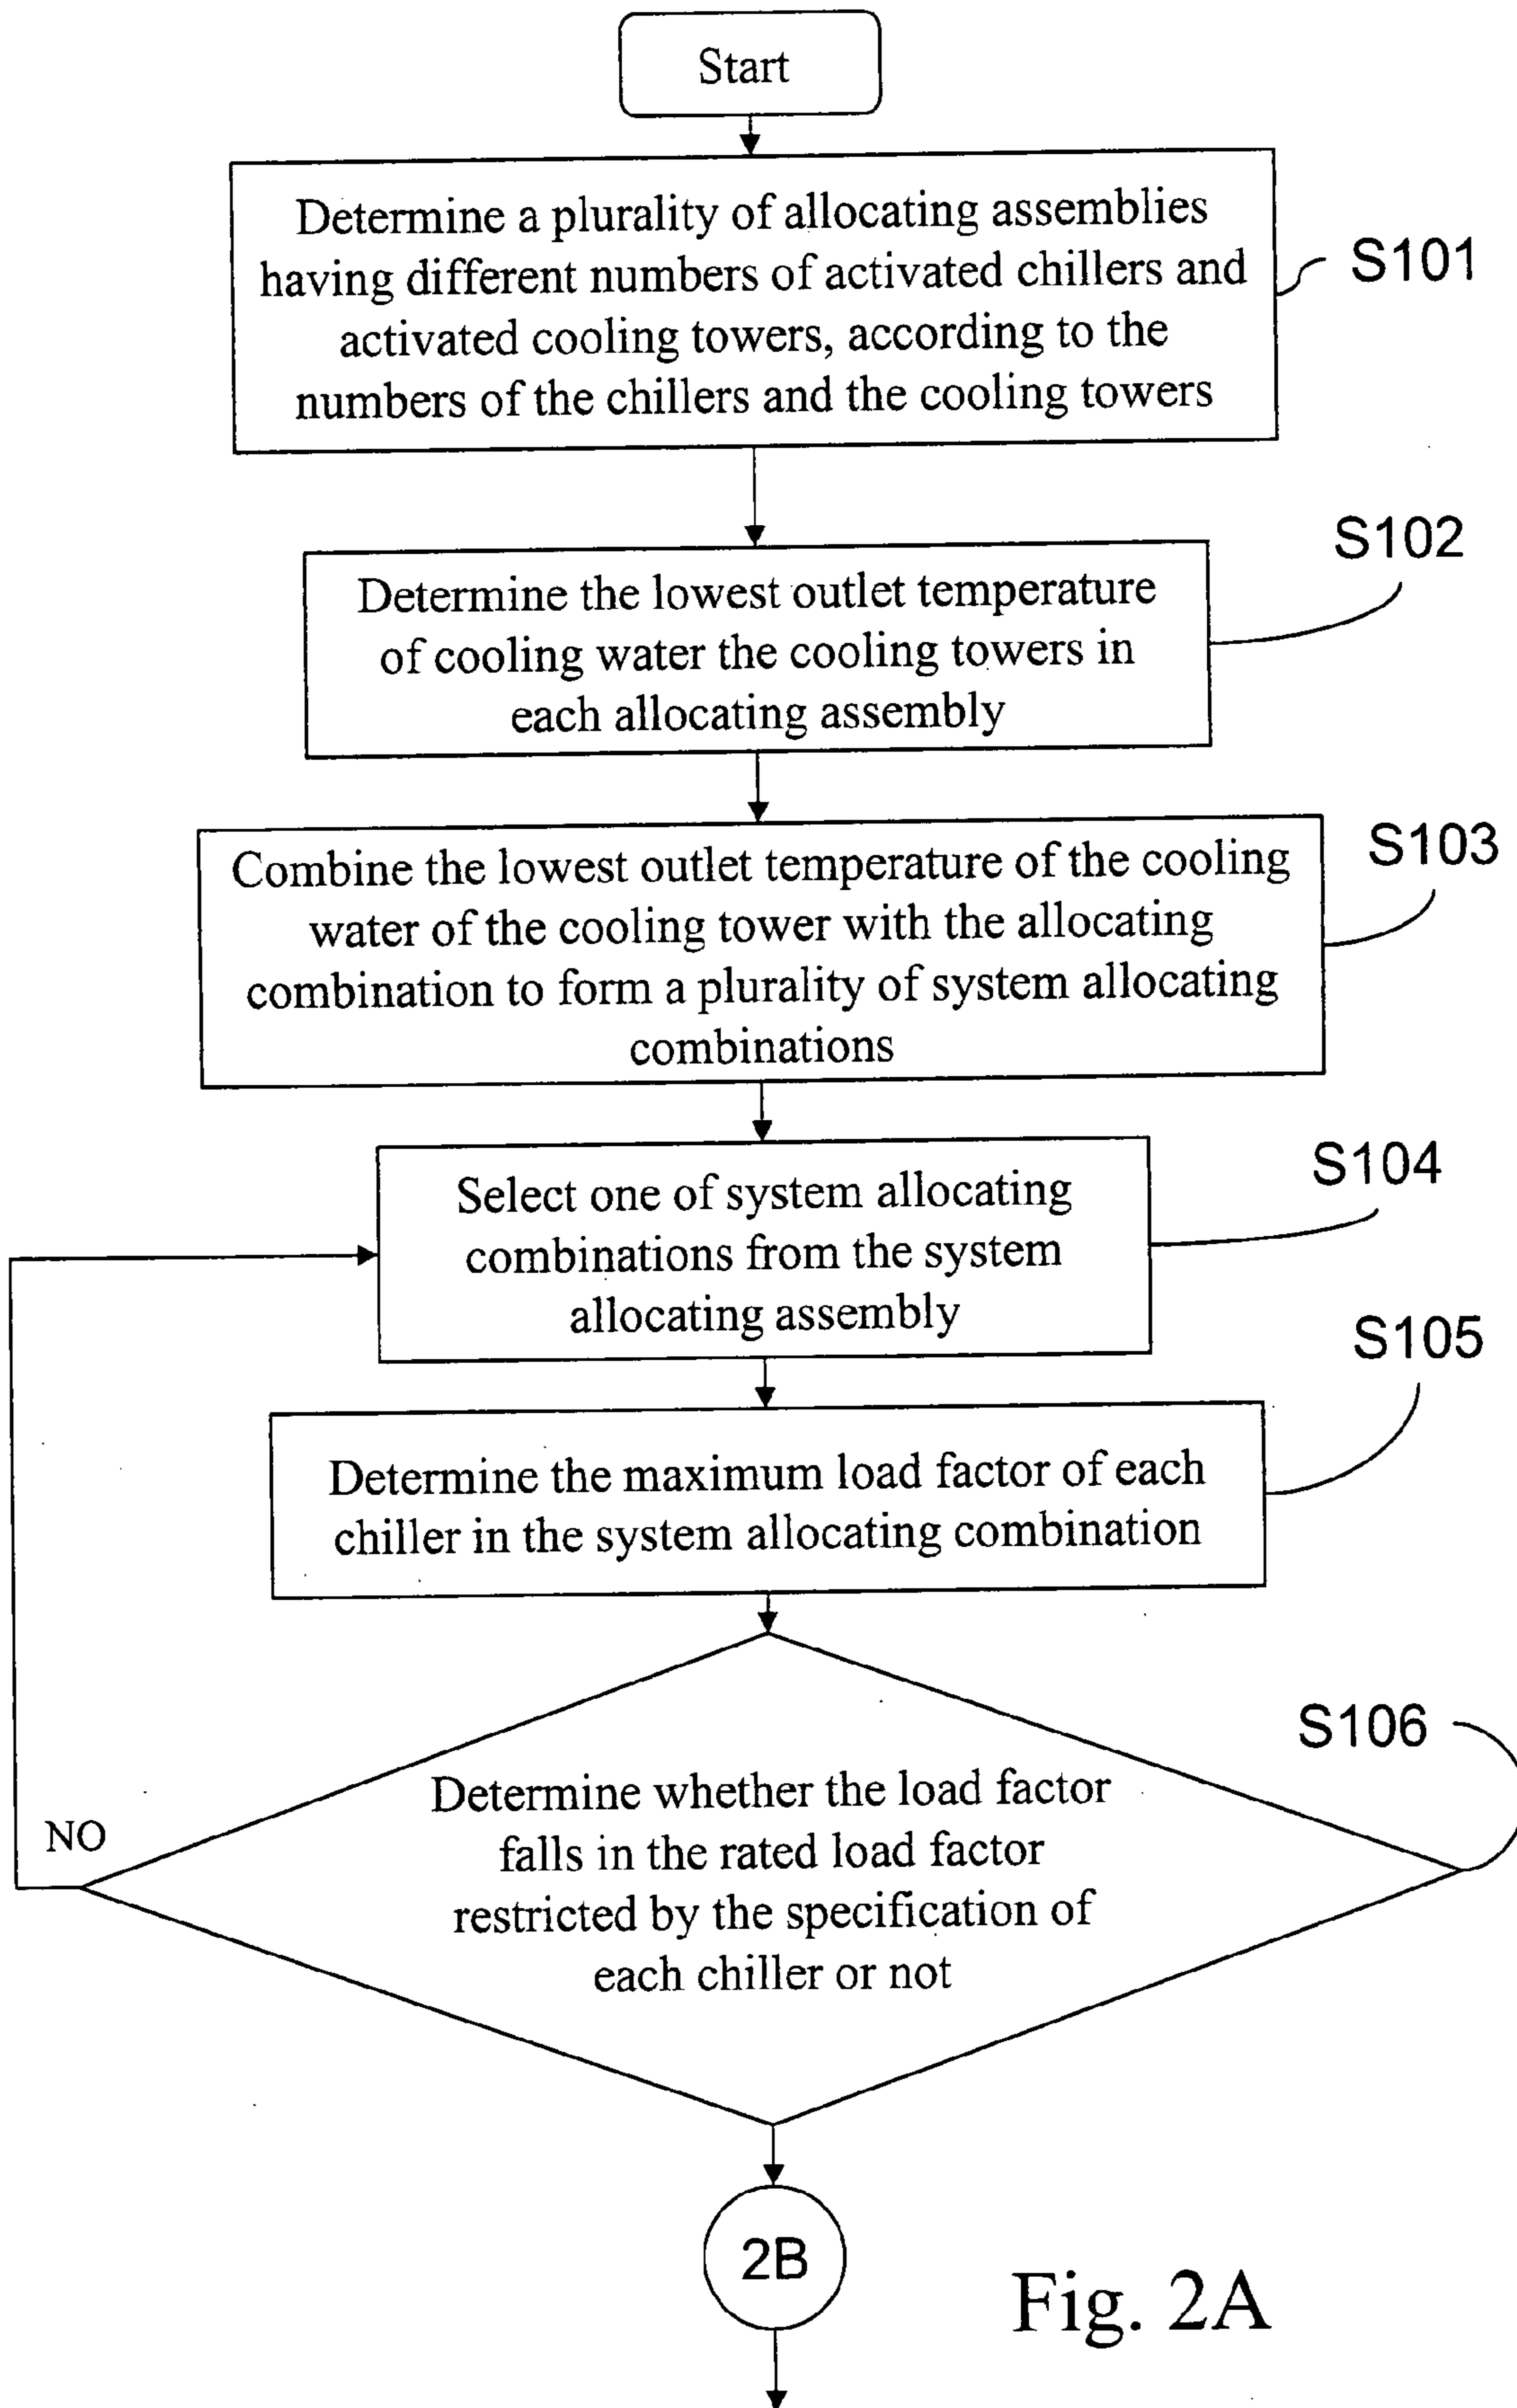 Start
Determine a plurality of allocating assemblies
having different numbers of activated chillers and
activated cooling towers, according to the
numbers of the chillers and the cooling towers
S101
S102
Determine the lowest outlet temperature
of cooling water the cooling towers in
each allocating assembly
S103
Combine the lowest outlet temperature of the cooling
water of the cooling tower with the allocating
combination to form a plurality of system allocating
combinations
S104
Select one of system allocating
combinations from the system
allocating assembly
S105
Determine the maximum load factor of each
chiller in the system allocating combination
S106
Determine whether the load factor
falls in the rated load factor
restricted by the specification of
each chiller or not
NO
2B
Fig. 2A